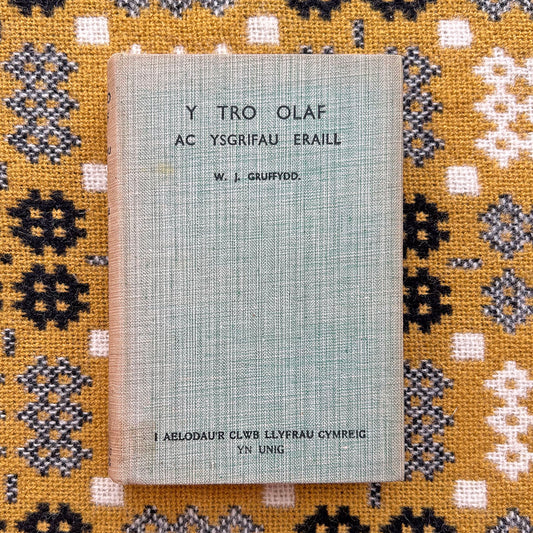 Y TRO OLAF
AC YSGRIFAU ERAILL
W. J. GRUFFYDD.
I AELODAU'R CLWB LLYFRAU CYMREIG
YN UNIG